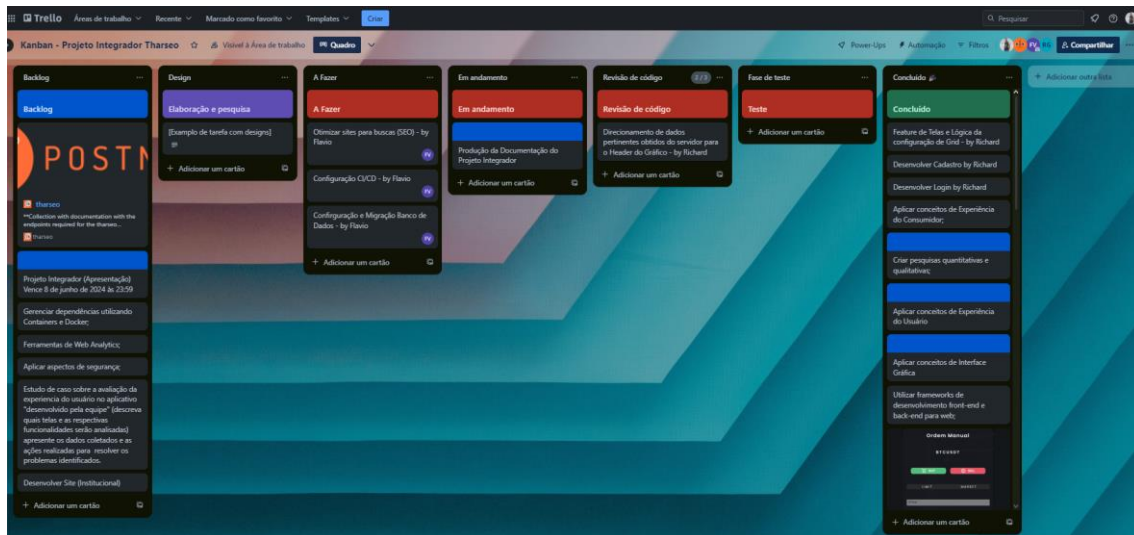 Trello
Áreas de trabalho
Recente
Marcado como favorito
Templates
Criar
Pesquisar
Kanban - Projeto Integrador Tharseo
Visível à Área de trabalho
Quadro
Power-Ups
Automação
Filtros
Compartilhar
Backlog
Backlog
POSTM
tharseo
**Collection with documentation with the
endpoints required for the tharseo...
tharseo
Projeto Integrador (Apresentação)
Vence 8 de junho de 2024 às 23:59
Gerenciar dependências utilizando
Containers e Docker;
Ferramentas de Web Analytics;
Aplicar aspectos de segurança;
Estudo de caso sobre a avaliação da
experiencia do usuário no aplicativo
"desenvolvido pela equipe" (descreva
quais telas e as respectivas
funcionalidades serão analisadas)
apresente os dados coletados e as
ações realizadas para resolver os
problemas identificados.
Desenvolver Site (Institucional)
+ Adicionar um cartão
Design
Elaboração e pesquisa
[Exemplo de tarefa com designs]
+ Adicionar um cartão
A Fazer
A Fazer
Otimizar sites para buscas (SEO) - by
Flavio
FV
Configuração CI/CD - by Flavio
FV
Confirguração e Migração Banco de
Dados - by Flavio
FV
+ Adicionar um cartão
Em andamento
Em andamento
Produção da Documentação do
Projeto Integrador
+ Adicionar um cartão
Revisão de código
2/3
Revisão de código
Direcionamento de dados
pertinentes obtidos do servidor para
o Header do Gráfico - by Richard
+ Adicionar um cartão
Fase de teste
Teste
+ Adicionar um cartão
Concluído
Concluído
Feature de Telas e Lógica da
configuração de Grid - by Richard
Desenvolver Cadastro by Richard
Desenvolver Login by Richard
Aplicar conceitos de Experiência
do Consumidor;
Criar pesquisas quantitativas e
qualitativas;
Aplicar conceitos de Experiência
do Usuário
Aplicar conceitos de Interface
Gráfica
Utilizar frameworks de
desenvolvimento front-end e
back-end para web;
Ordem Manual
BTCUSDT
+ Adicionar um cartão
+ Adicionar outra lista